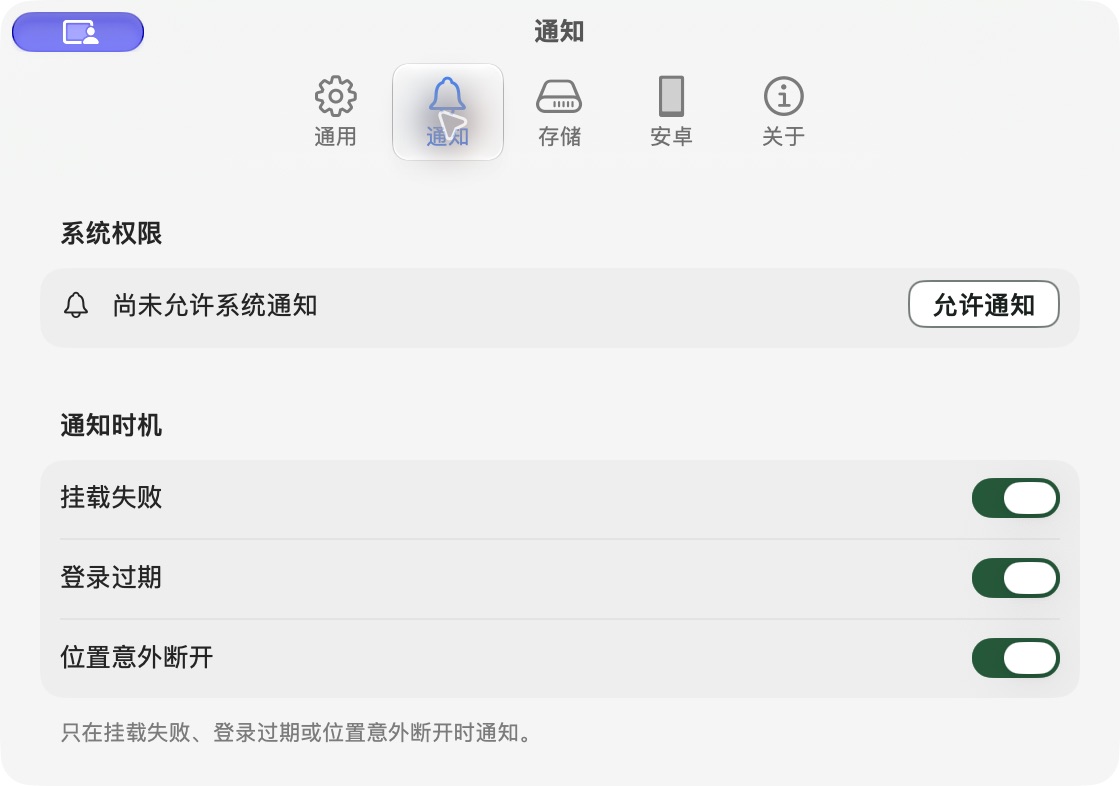 通知
通用
通知
存储
安卓
关于
系统权限
尚未允许系统通知
允许通知
通知时机
挂载失败
登录过期
位置意外断开
只在挂载失败、登录过期或位置意外断开时通知。